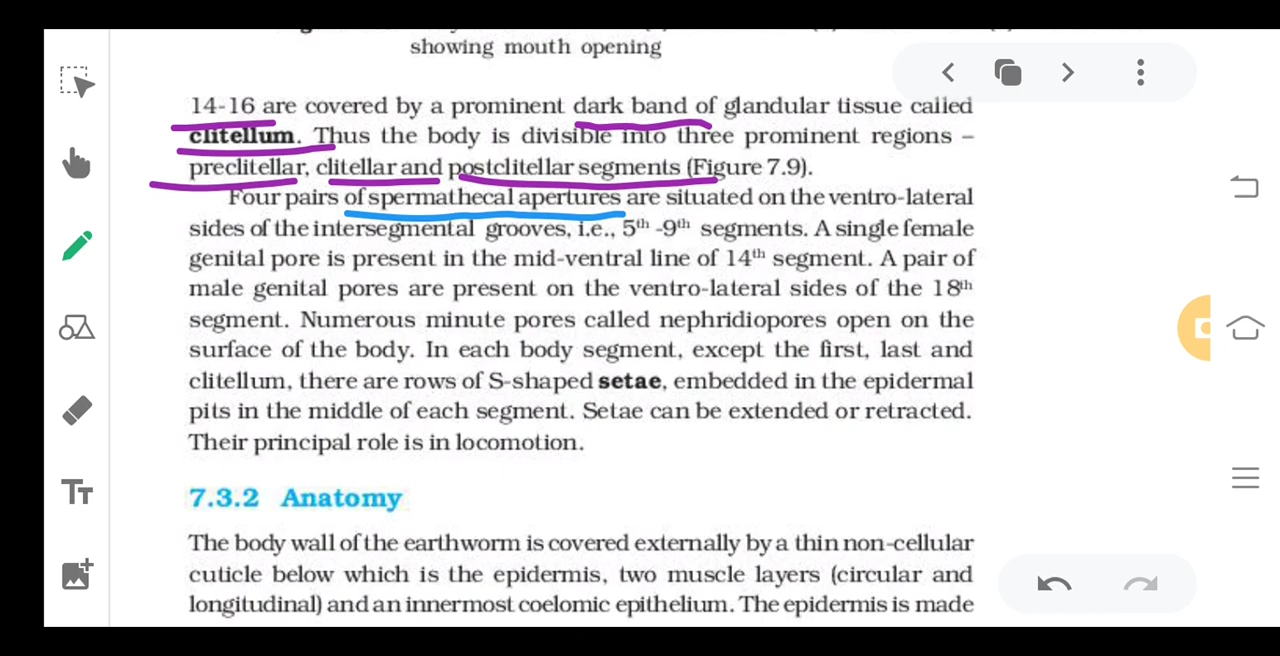 showing mouth opening
14-16 are covered by a prominent dark band of glandular tissue called
clitellum. Thus the body is divisible into three prominent regions –
preclitellar, clitellar and postclitellar segments (Figure 7.9).
Four pairs of spermathecal apertures are situated on the ventro-lateral
sides of the intersegmental grooves, i.e., 5th -9th segments. A single female
genital pore is present in the mid-ventral line of 14th segment. A pair of
male genital pores are present on the ventro-lateral sides of the 18th
segment. Numerous minute pores called nephridiopores open on the
surface of the body. In each body segment, except the first, last and
clitellum, there are rows of S-shaped setae, embedded in the epidermal
pits in the middle of each segment. Setae can be extended or retracted.
Their principal role is in locomotion.
7.3.2 Anatomy
The body wall of the earthworm is covered externally by a thin non-cellular
cuticle below which is the epidermis, two muscle layers (circular and
longitudinal) and an innermost coelomic epithelium. The epidermis is made
TT